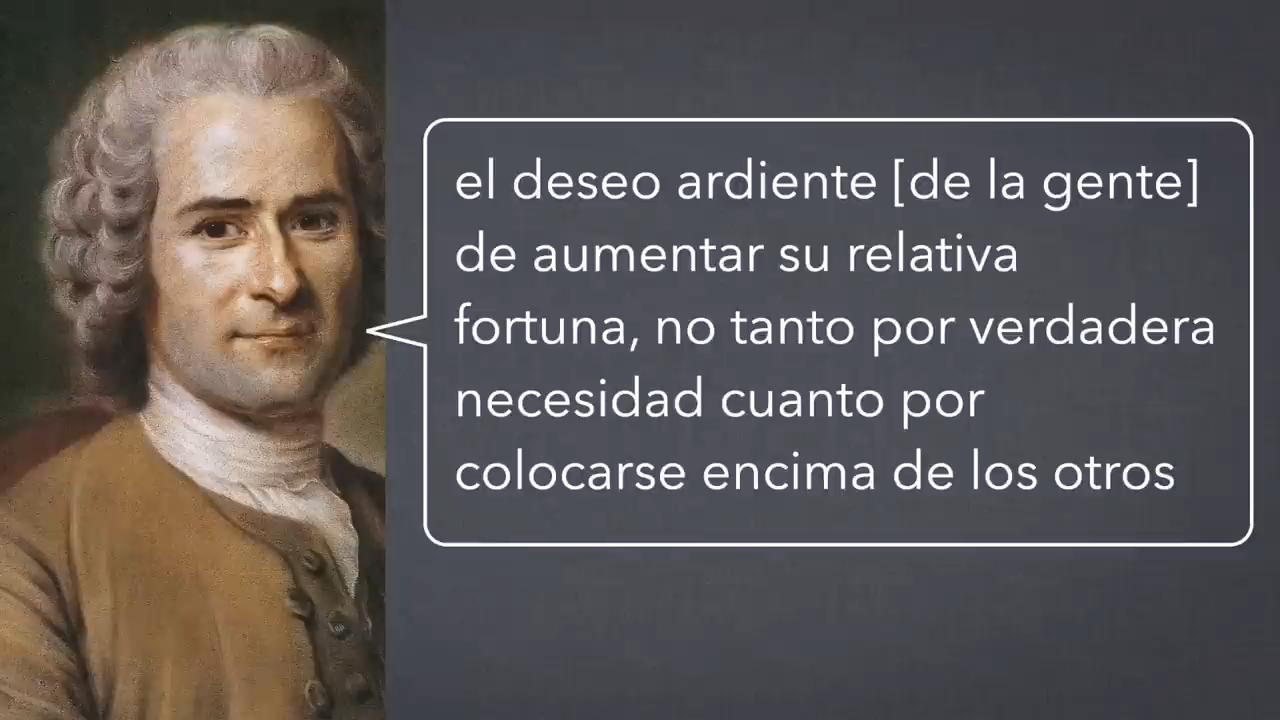 el deseo ardiente [de la gente]
de aumentar su relativa
fortuna, no tanto por verdadera
necesidad cuanto por
colocarse encima de los otros